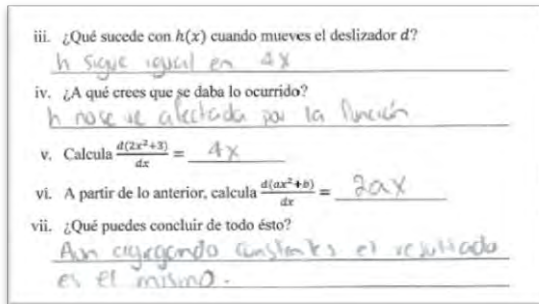 iii. ¿Qué sucede con h(x) cuando mueves el deslizador d?
h sigue igual en 4x
iv. ¿A qué crees que se daba lo ocurrido?
h no se ve afectada por la función
v. Calcula d(2x²+3)/dx = 4x
vi. A partir de lo anterior, calcula d(ax²+b)/dx = 2ax
vii. ¿Qué puedes concluir de todo ésto?
Aun agregando constantes el resultado
es el mismo.